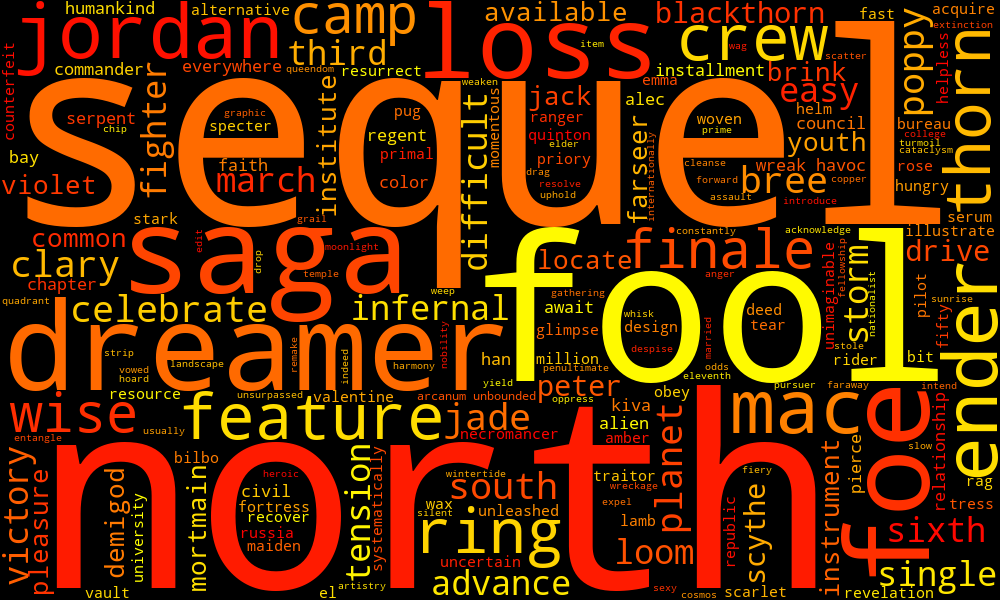 humankind
alternative
camp
available
blackthorn
fast
acquire
extinction
jordan
third
loss
item
crew
wag
scatter
poppy
helpless
thorn
counterfeit
commander
everywhere
queendom
resurrect
weaken
emma
installment
brink
easy
sequel
serpent
chip
fighter
graphic
specter
institute
pug
regent
difficult
momentous
jack
ranger
quinton
elder
alec
farseer
woven
prime
helm
council
youth
bureau
college
turmoil
cataclysm
bay
violet
faith
march
primal
color
priory
drag
resolve
uphold
internationally
cleanse
forward
assault
wreak havoc
bree
copper
introduce
rose
hungry
serum
stark
grail
common
saga
edit
drop
moonlight
temple
constantly
acknowledge
illustrate
clary
chapter
locate
finale
anger
unimaginable
fellowship
storm
nationalist
drive
quadrant
celebrate
infernal
weep
fool
gathering
await
whisk
design
deed
tear
pilot
sunrise
fifty
ender
dreamer
strip
vowed
hoard
landscape
remake
indeed
harmony
nobility
glimpse
despise
married
stole
rider
bit
han
million
penultimate
odds
eleventh
pursuer
faraway
intend
resource
unsurpassed
valentine
arcanum
unbounded
yield
peter
oppress
obey
wise
entangle
usually
feature
jade
necromancer
kiva
alien
amber
mac
foe
relationship
slow
victory
pleasure
bilbo
north
heroic
demigod
university
mortmain
civil
fortress
recover
russia
maiden
tension
systematically
wintertide
south
wax
silent
unleashed
ring
uncertain
traitor
wreckage
expel
lamb
loom
planet
republic
fiery
scythe
instrument
pierce
rag
tress
sixth
single
vault
el
artistry
advance
sexy
cosmos
scarlet
revelation